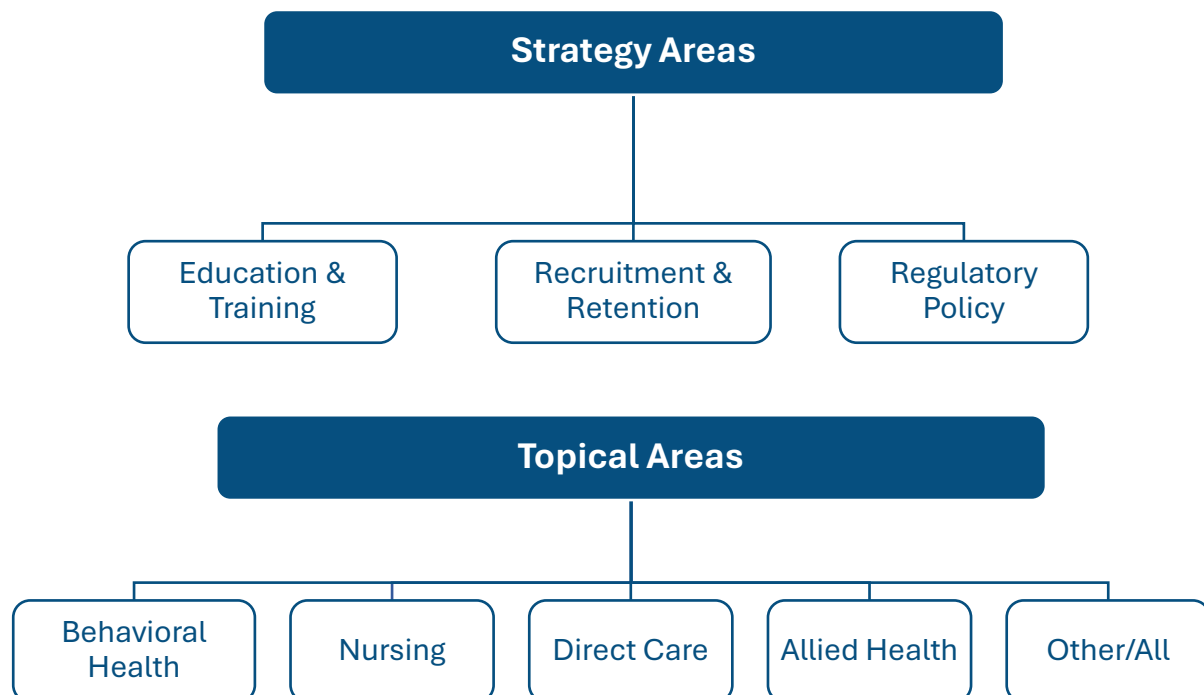 Strategy Areas
Education &
Training
Recruitment &
Retention
Regulatory
Policy
Topical Areas
Behavioral
Health
Nursing
Direct Care
Allied Health
Other/All